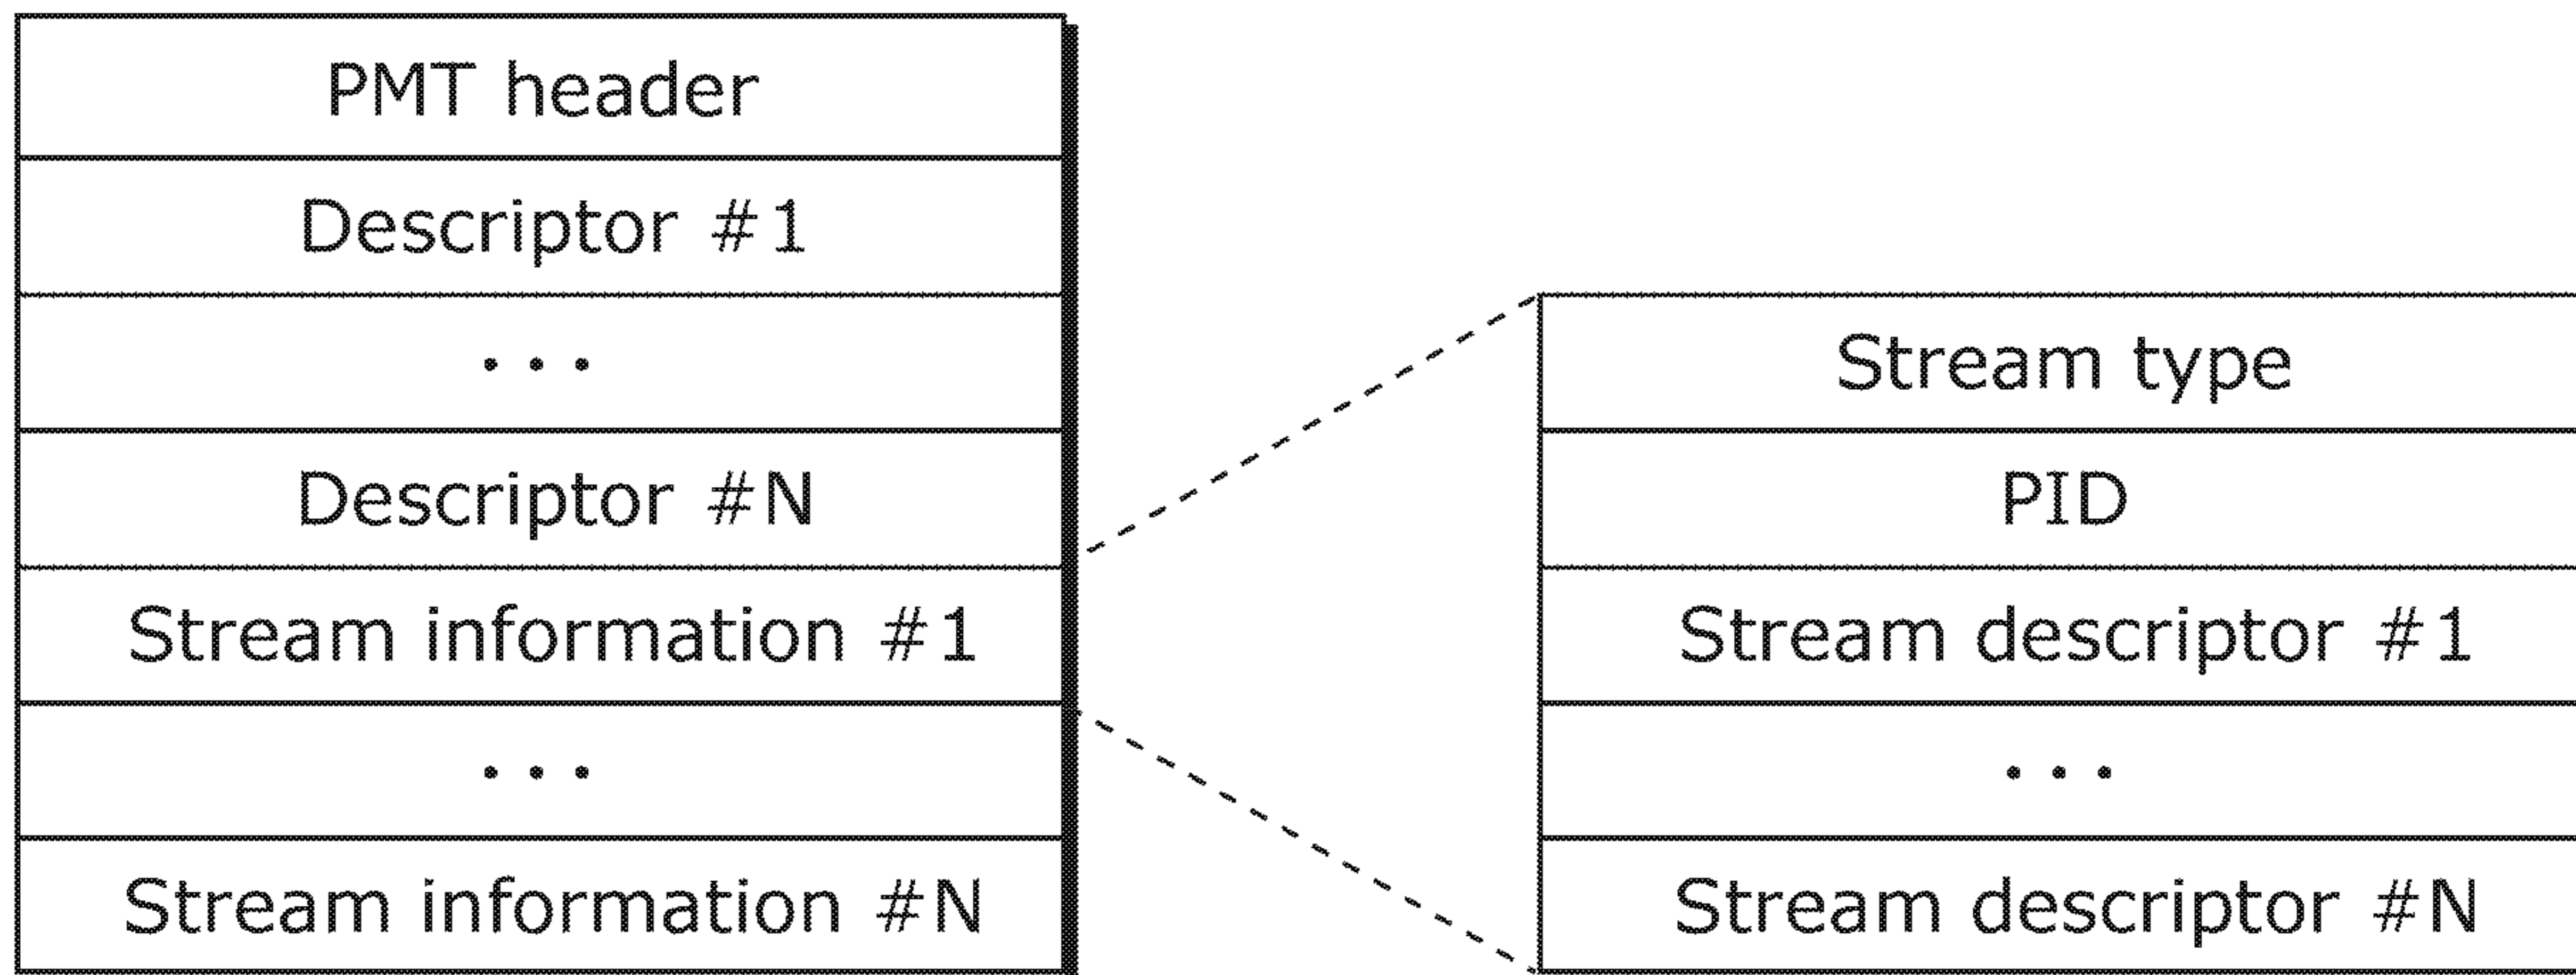 PMT header
Descriptor #1
...
Descriptor #N
Stream information #1
...
Stream information #N
Stream type
PID
Stream descriptor #1
...
Stream descriptor #N